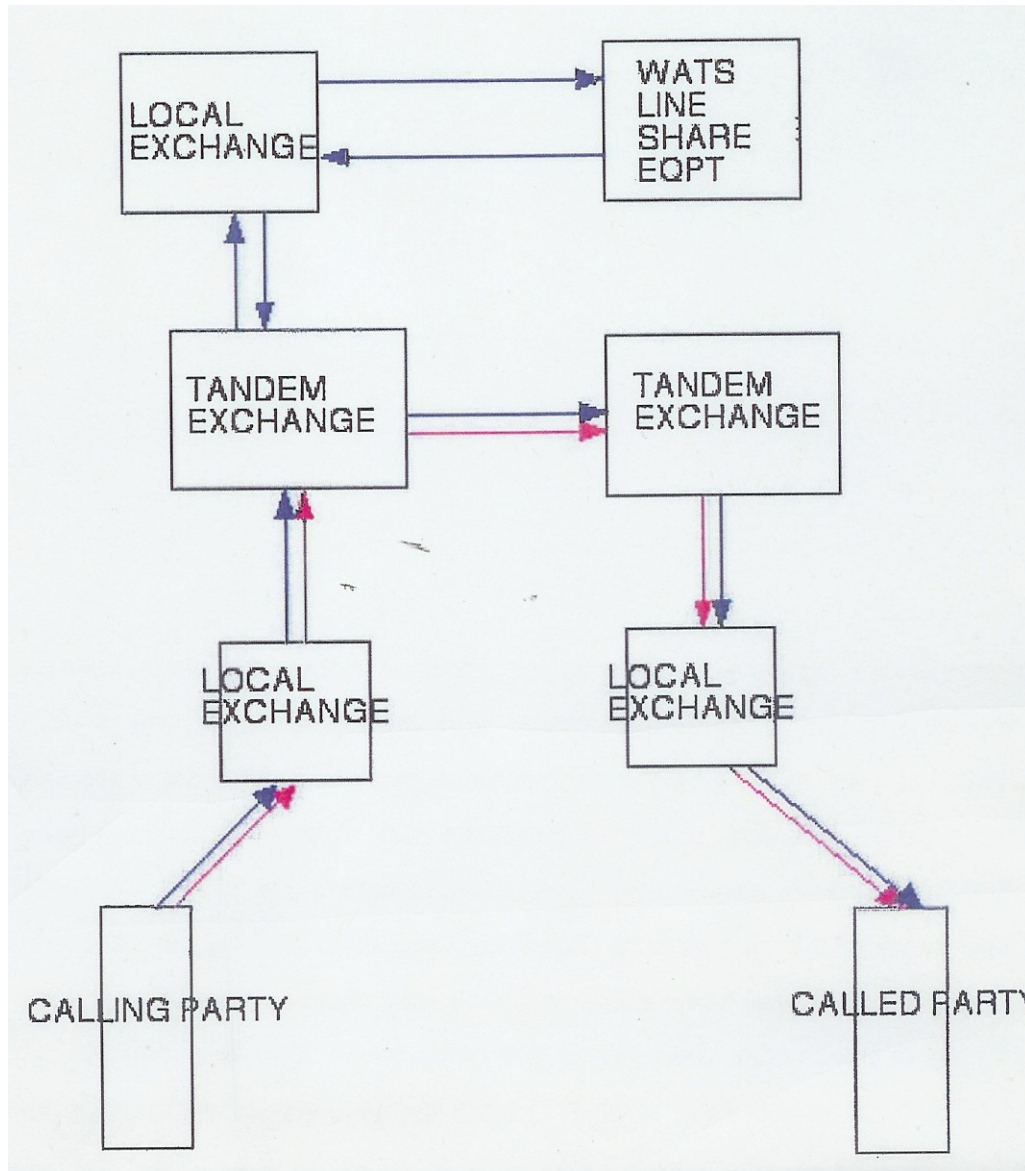 LOCAL
EXCHANGE
WATS
LINE
SHARE
EQPT
TANDEM
EXCHANGE
TANDEM
EXCHANGE
LOCAL
EXCHANGE
LOCAL
EXCHANGE
CALLING PARTY
CALLED PARTY